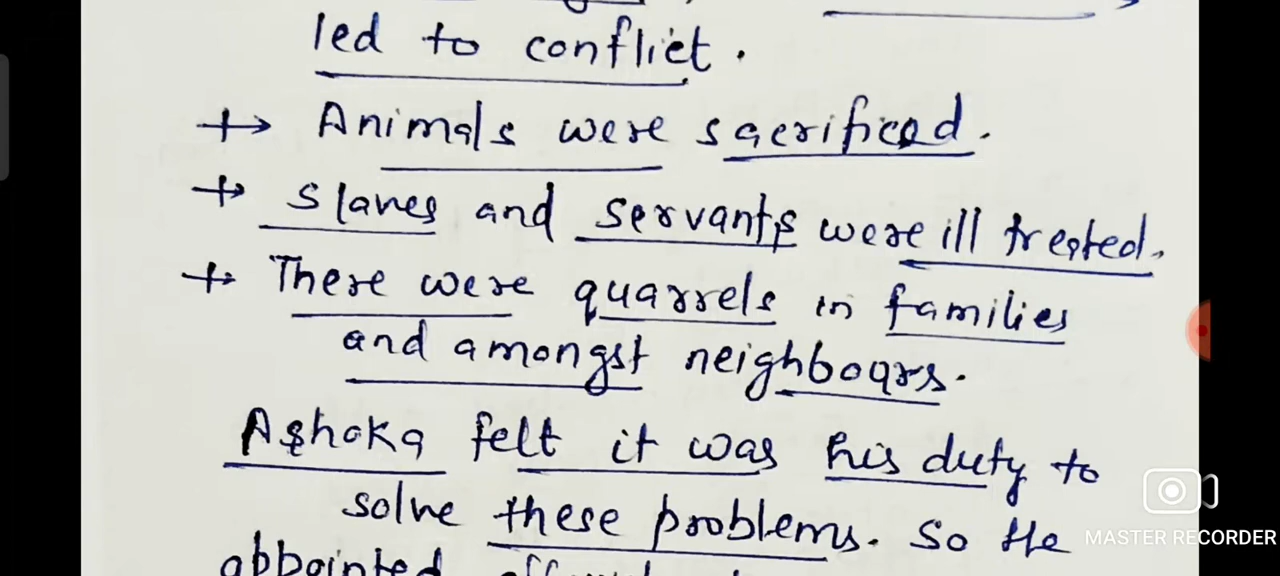 led to conflict.
→ Animals were sacrificed.
→ Slaves and servants were ill treated.
→ There were quarrels in families
and amongst neighbours.
Ashoka felt it was his duty to
solve these problems. So He
appointed
MASTER RECORDER